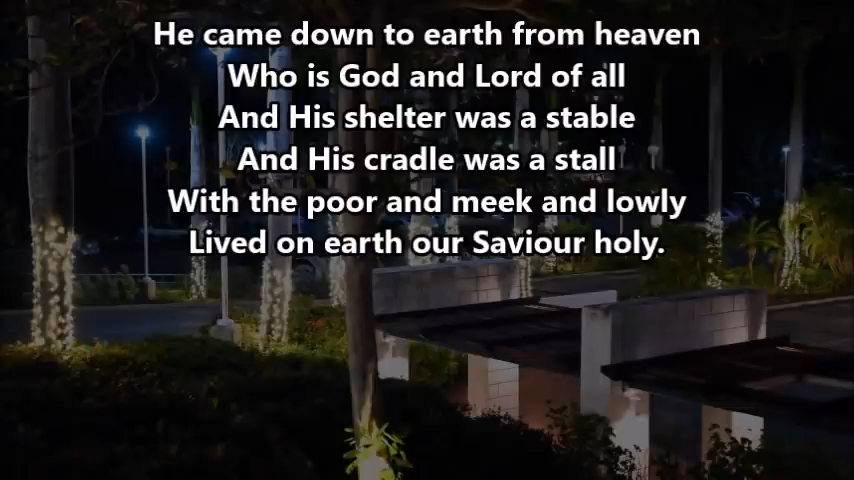 He came down to earth from heaven
Who is God and Lord of all
And His shelter was a stable
And His cradle was a stall
With the poor and meek and lowly
Lived on earth our Saviour holy.